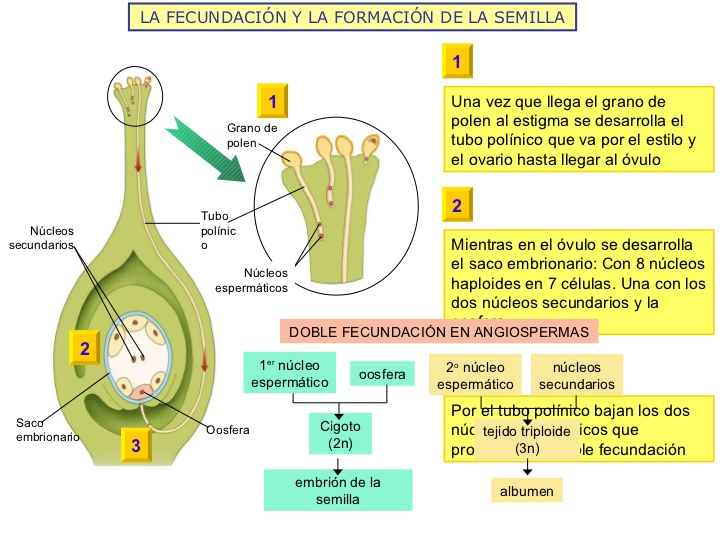 LA FECUNDACIÓN Y LA FORMACIÓN DE LA SEMILLA
1
Una vez que llega el grano de
polen al estigma se desarrolla el
tubo polínico que va por el estilo y
el ovario hasta llegar al óvulo
1
Grano de
polen
Tubo
polínic
o
Núcleos
secundarios
Núcleos
espermáticos
2
Mientras en el óvulo se desarrolla
el saco embrionario: Con 8 núcleos
haploides en 7 células. Una con los
dos núcleos secundarios y la
2
Saco
embrionario
3
Oosfera
DOBLE FECUNDACIÓN EN ANGIOSPERMAS
1er núcleo
espermático
oosfera
Cigoto
(2n)
embrión de la
semilla
2o núcleo
espermático
núcleos
secundarios
tejido triploide
(3n)
albumen
Por el tubo polínico bajan los dos
que
fecundación